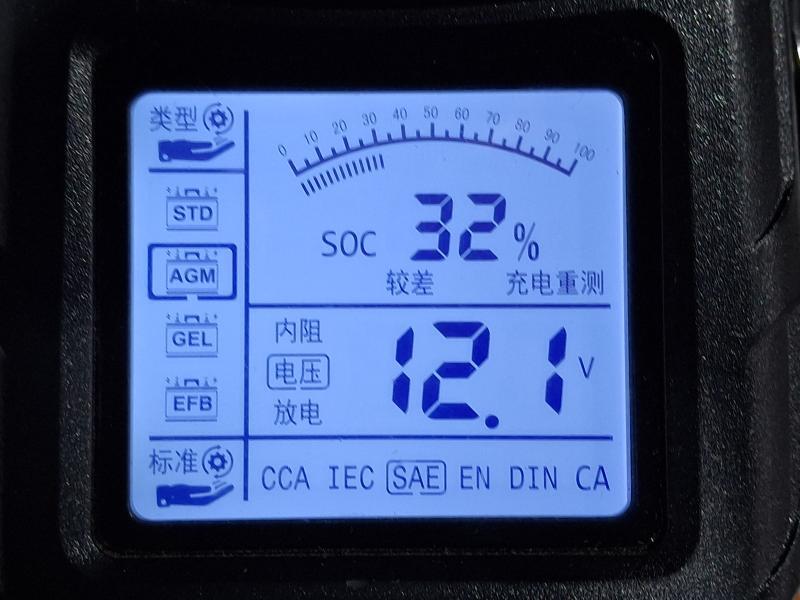 类型
0 10 20 30 40 50 60 70 80 90 100
STD
SOC 32%
AGM
较差 充电重测
内阻
GEL
电压 12.1 V
EFB
放电
标准
CCA IEC SAE EN DIN CA